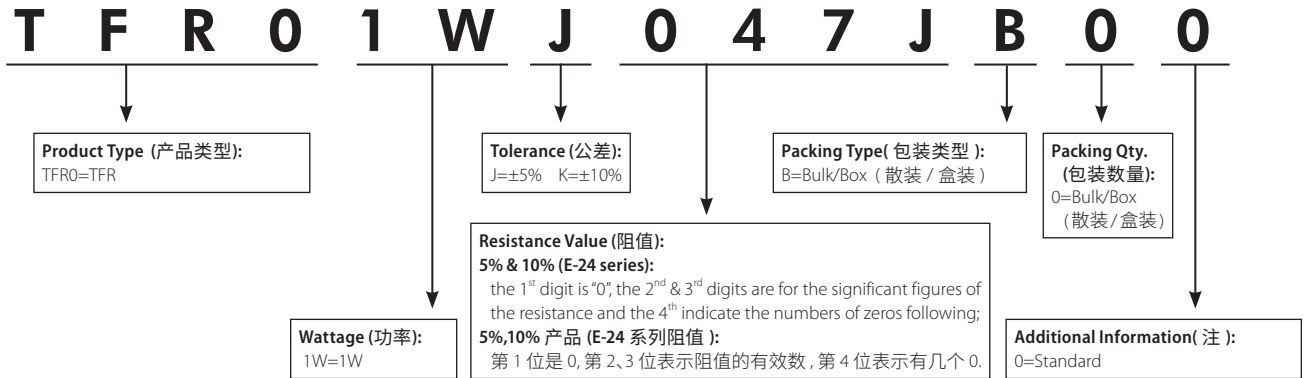 T F R 0 1 W J 0 4 7 J B 0 0
Product Type (产品类型):
TFR0=TFR
Tolerance (公差):
J=±5% K=±10%
Packing Type( 包装类型 ):
B=Bulk/Box ( 散装 / 盒装 )
Packing Qty.
(包装数量):
0=Bulk/Box
(散装/盒装)
Resistance Value (阻值):
5% & 10% (E-24 series):
the 1st digit is "0", the 2nd & 3rd digits are for the significant figures of
the resistance and the 4th indicate the numbers of zeros following;
5%,10% 产品 (E-24 系列阻值 ):
第 1 位是 0, 第 2、3 位表示阻值的有效数 , 第 4 位表示有几个 0.
Wattage (功率):
1W=1W
Additional Information( 注 ):
0=Standard